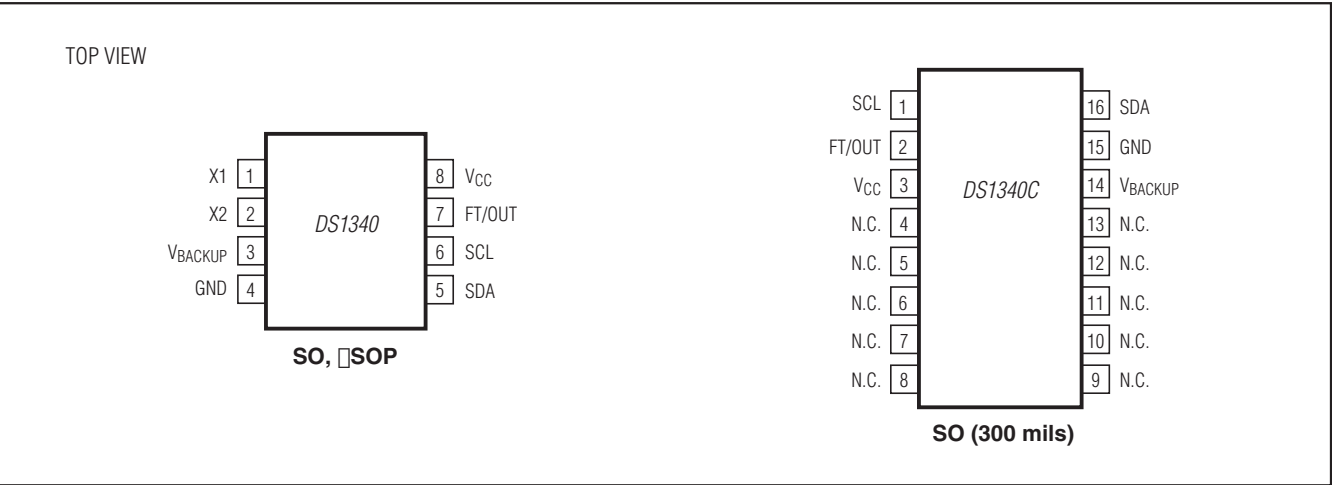 TOP VIEW
X1 1
X2 2
VBACKUP 3
GND 4
DS1340
8 VCC
7 FT/OUT
6 SCL
5 SDA
SO, ▯SOP
SCL 1
FT/OUT 2
VCC 3
N.C. 4
N.C. 5
N.C. 6
N.C. 7
N.C. 8
DS1340C
16 SDA
15 GND
14 VBACKUP
13 N.C.
12 N.C.
11 N.C.
10 N.C.
9 N.C.
SO (300 mils)